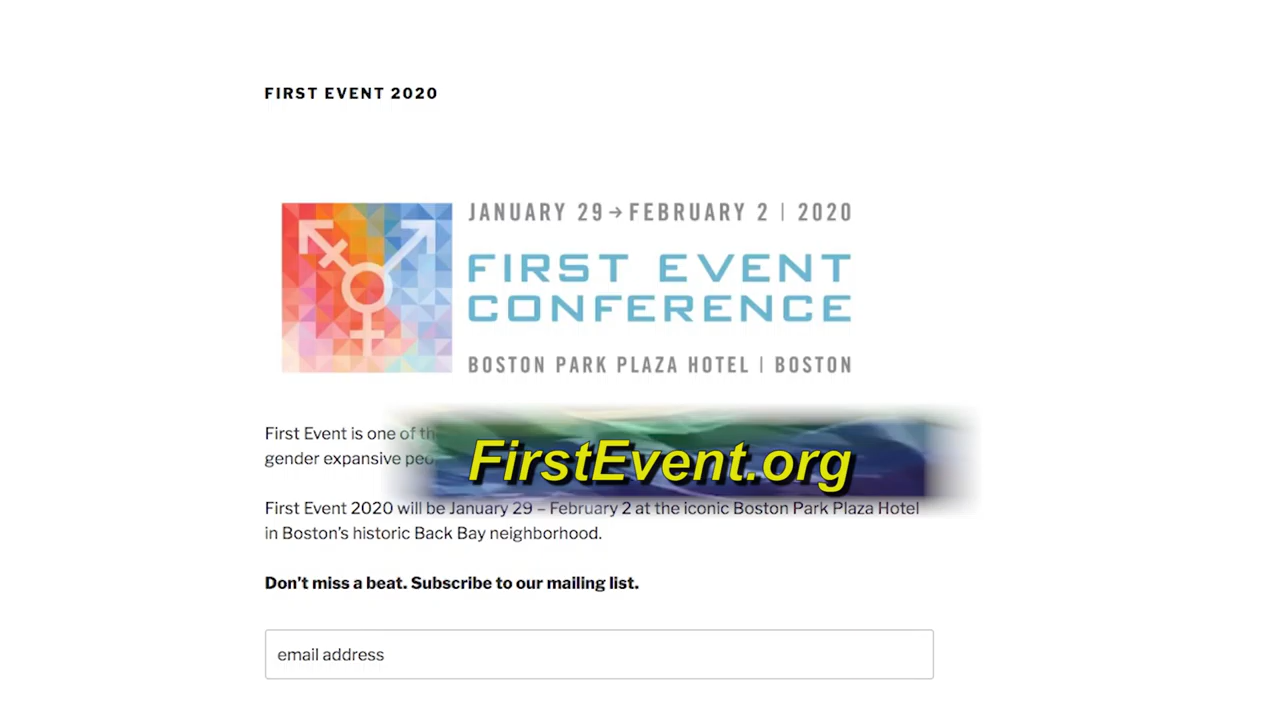 FIRST EVENT 2020
JANUARY 29→FEBRUARY 2 | 2020
FIRST EVENT
CONFERENCE
BOSTON PARK PLAZA HOTEL | BOSTON
First Event is one of
gender expansive
FirstEvent.org
First Event 2020 will be January 29 – February 2 at the iconic Boston Park Plaza Hotel
in Boston's historic Back Bay neighborhood.
Don't miss a beat. Subscribe to our mailing list.
email address